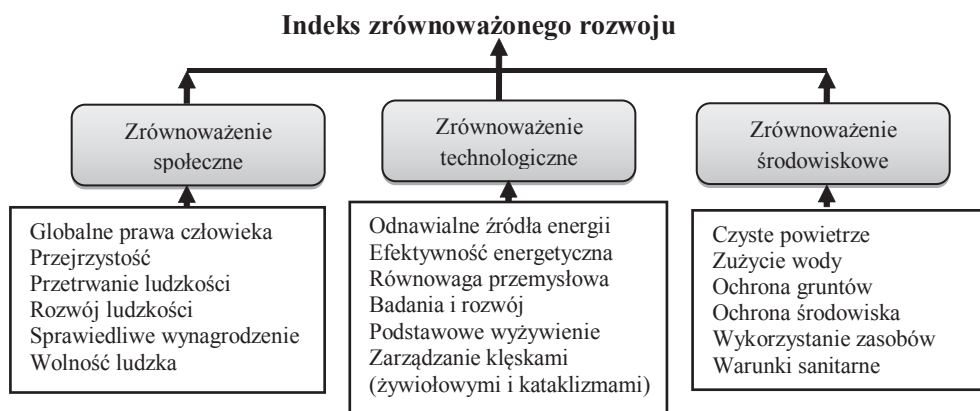 Indeks zrównoważonego rozwoju
Zrównoważenie
społeczne
Zrównoważenie
technologiczne
Zrównoważenie
środowiskowe
Globalne prawa człowieka
Przejrzystość
Przetrwanie ludzkości
Rozwój ludzkości
Sprawiedliwe wynagrodzenie
Wolność ludzka
Odnawialne źródła energii
Efektywność energetyczna
Równowaga przemysłowa
Badania i rozwój
Podstawowe wyżywienie
Zarządzanie klęskami
(żywiołowymi i kataklizmami)
Czyste powietrze
Zużycie wody
Ochrona gruntów
Ochrona środowiska
Wykorzystanie zasobów
Warunki sanitarne